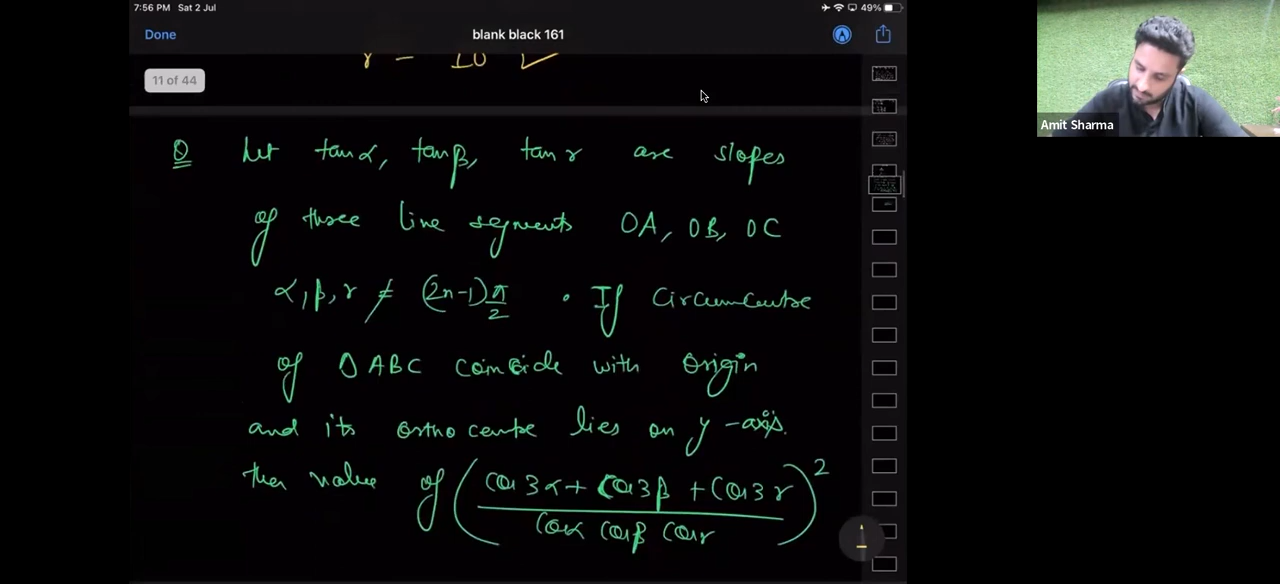 7:56 PM Sat 2 Jul
49%
Done
blank black 161
r = 10
11 of 44
Amit Sharma
Q Let tanα, tanβ, tanγ are slopes
of three line segments OA, OB, OC
α, β, γ ≠ (2n-1)π/2 . If Circumcentre
of ΔABC coincide with origin
and its orthocentre lies on y-axis.
then value of ((Cos3α + Cos3β + Cos3γ)/(Cosα Cosβ Cosγ))²